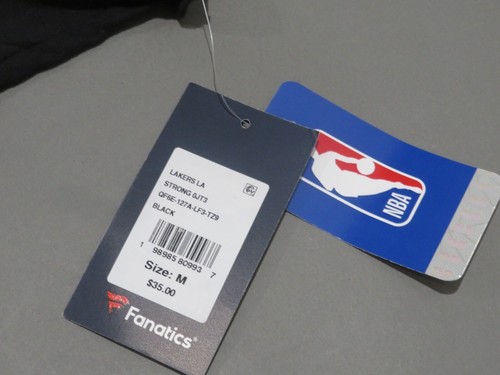 LAKERS LA
STRONG 0JT3
QF6E-127A-LF3-TZ9
BLACK
1 98985 80993 7
Size: M
$35.00
Fanatics
NBA